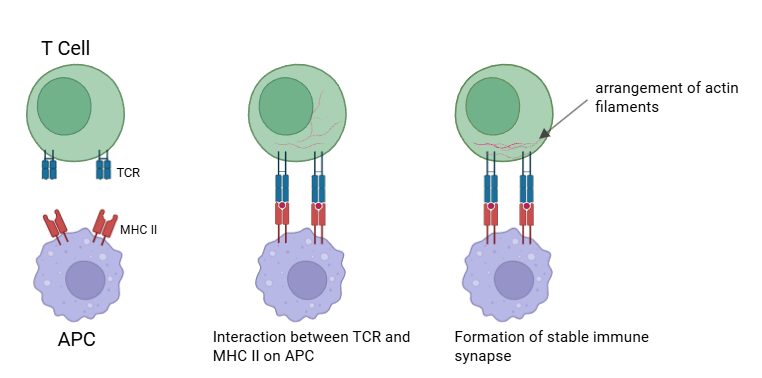 T Cell
TCR
MHC II
APC
Interaction between TCR and
MHC II on APC
arrangement of actin
filaments
Formation of stable immune
synapse